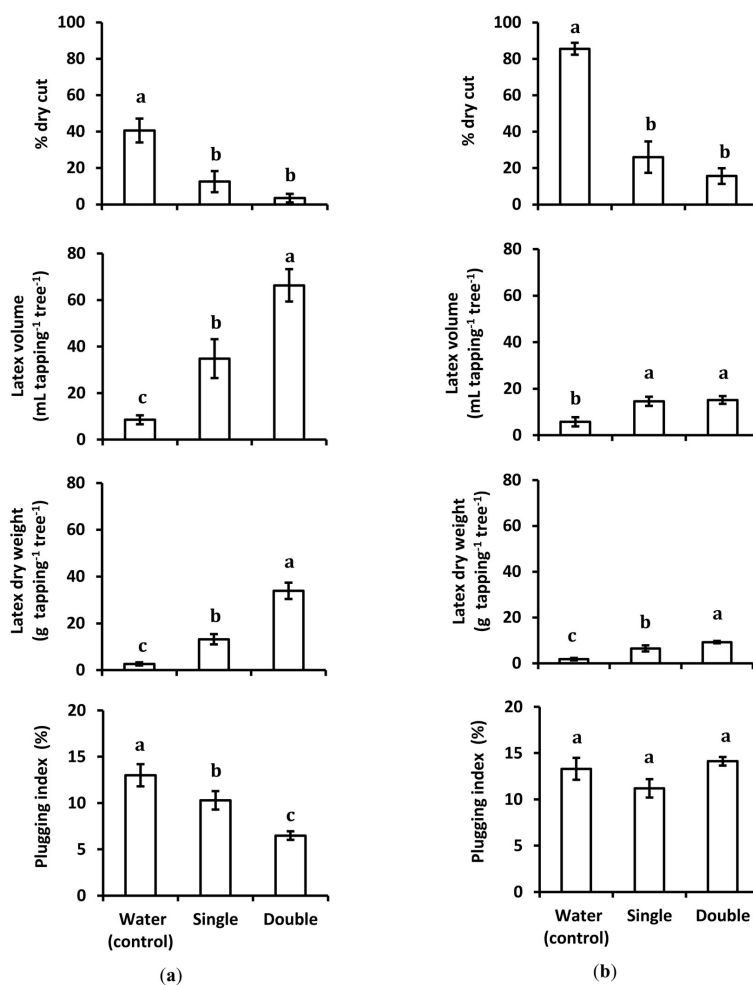 100
80
60
40
20
0
% dry cut
a
b
b
100
80
60
40
20
0
% dry cut
a
b
b
80
60
40
20
0
Latex volume
(mL tapping⁻¹ tree⁻¹)
c
b
a
80
60
40
20
0
Latex volume
(mL tapping⁻¹ tree⁻¹)
b
a
a
80
60
40
20
0
Latex dry weight
(g tapping⁻¹ tree⁻¹)
c
b
a
80
60
40
20
0
Latex dry weight
(g tapping⁻¹ tree⁻¹)
c
b
a
20
15
10
5
0
Plugging index (%)
a
b
c
Water
(control)
Single
Double
(a)
20
15
10
5
0
Plugging index (%)
a
a
a
Water
(control)
Single
Double
(b)